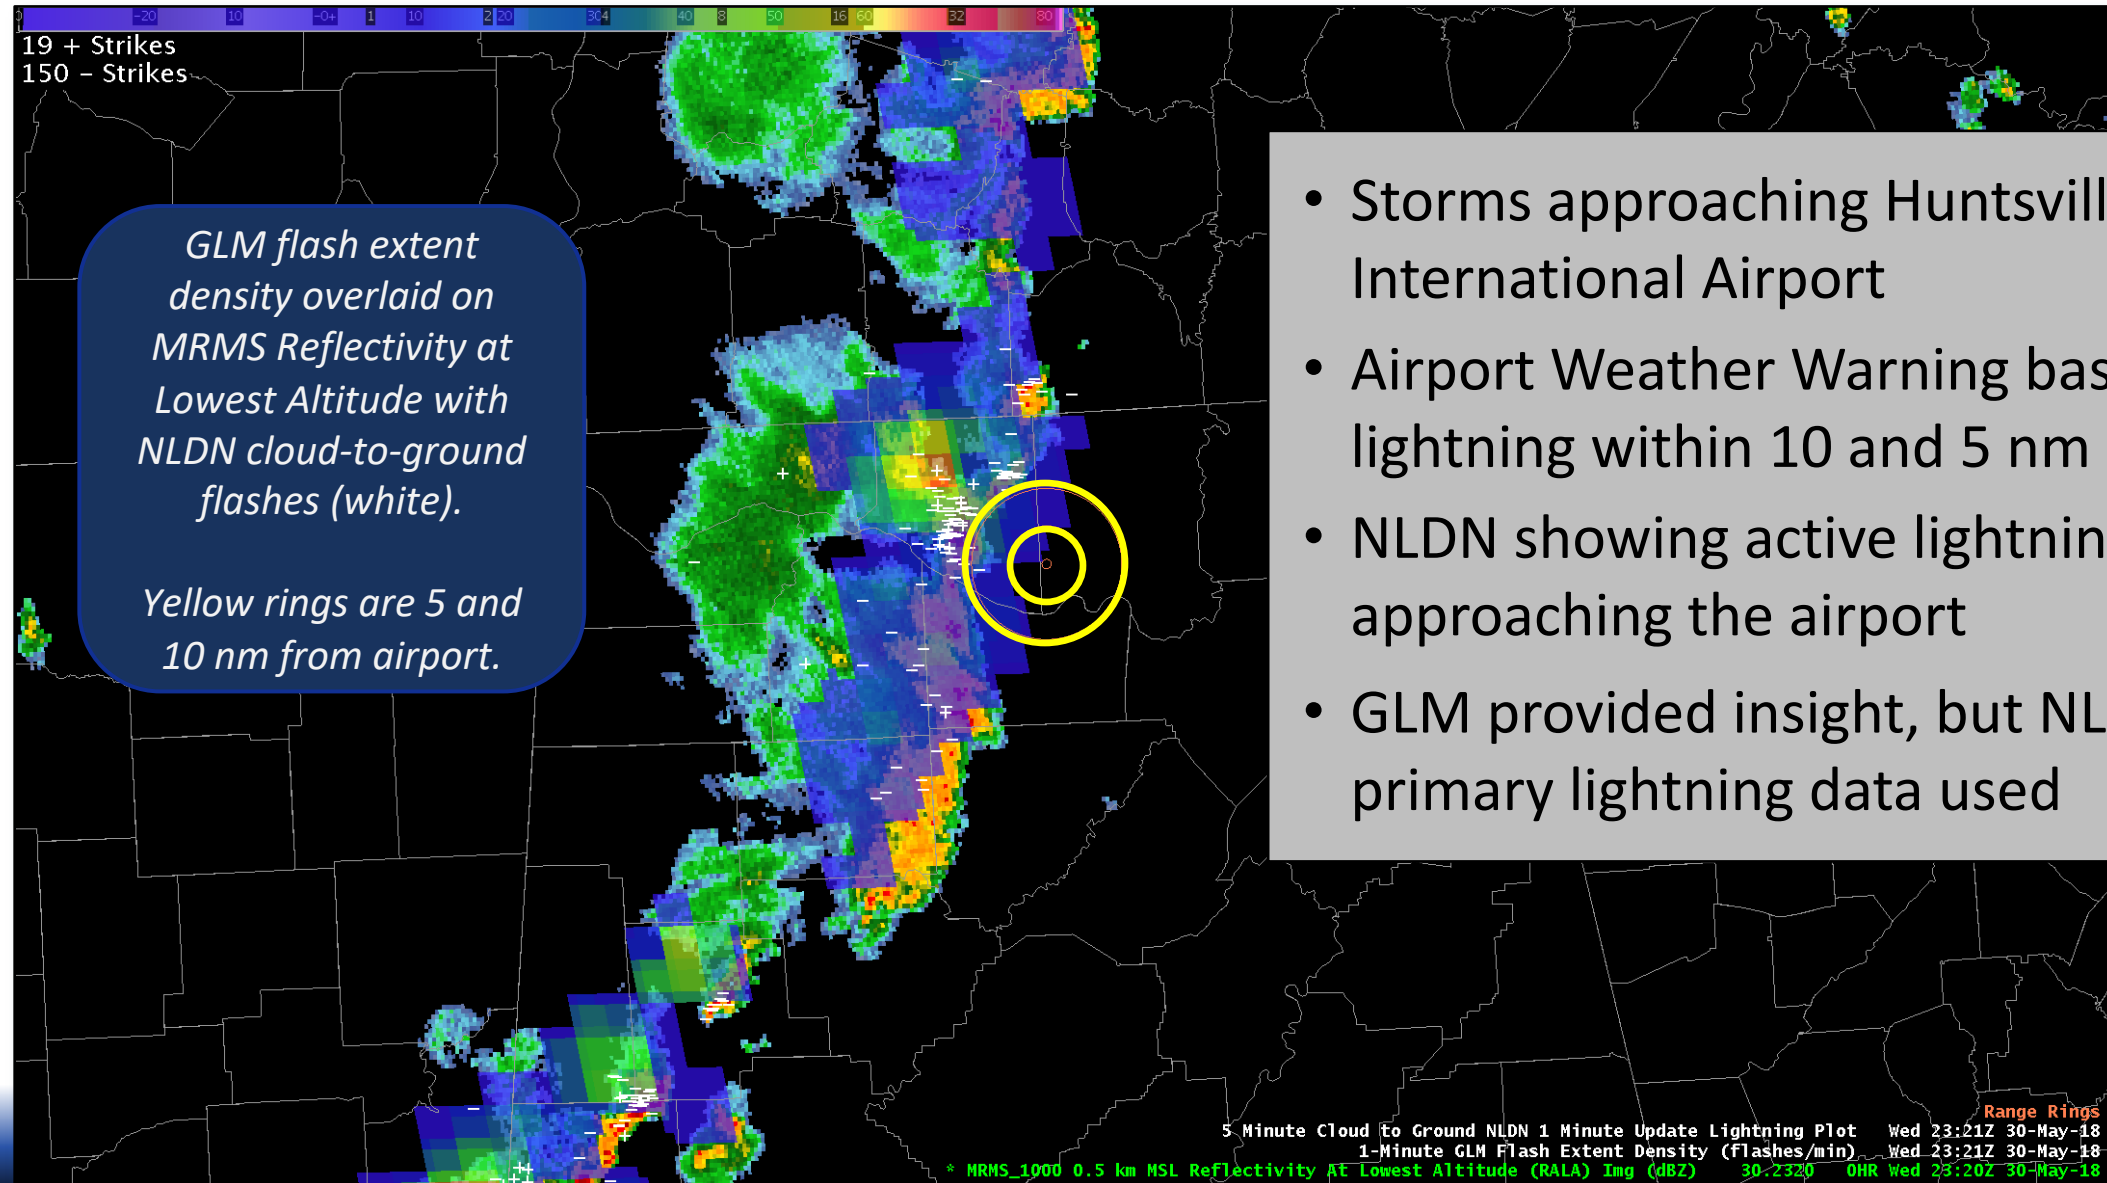 19 + Strikes
150 – Strikes
GLM flash extent
density overlaid on
MRMS Reflectivity at
Lowest Altitude with
NLDN cloud-to-ground
flashes (white).
Yellow rings are 5 and
10 nm from airport.
• Storms approaching Huntsvill
International Airport
• Airport Weather Warning bas
lightning within 10 and 5 nm
• NLDN showing active lightnin
approaching the airport
• GLM provided insight, but NL
primary lightning data used
Range Rings
5 Minute Cloud to Ground NLDN 1 Minute Update Lightning Plot Wed 23:21Z 30-May-18
1-Minute GLM Flash Extent Density (flashes/min) Wed 23:21Z 30-May-18
* MRMS_1000 0.5 km MSL Reflectivity At Lowest Altitude (RALA) Img (dBZ) 30.2320 0HR Wed 23:20Z 30-May-18